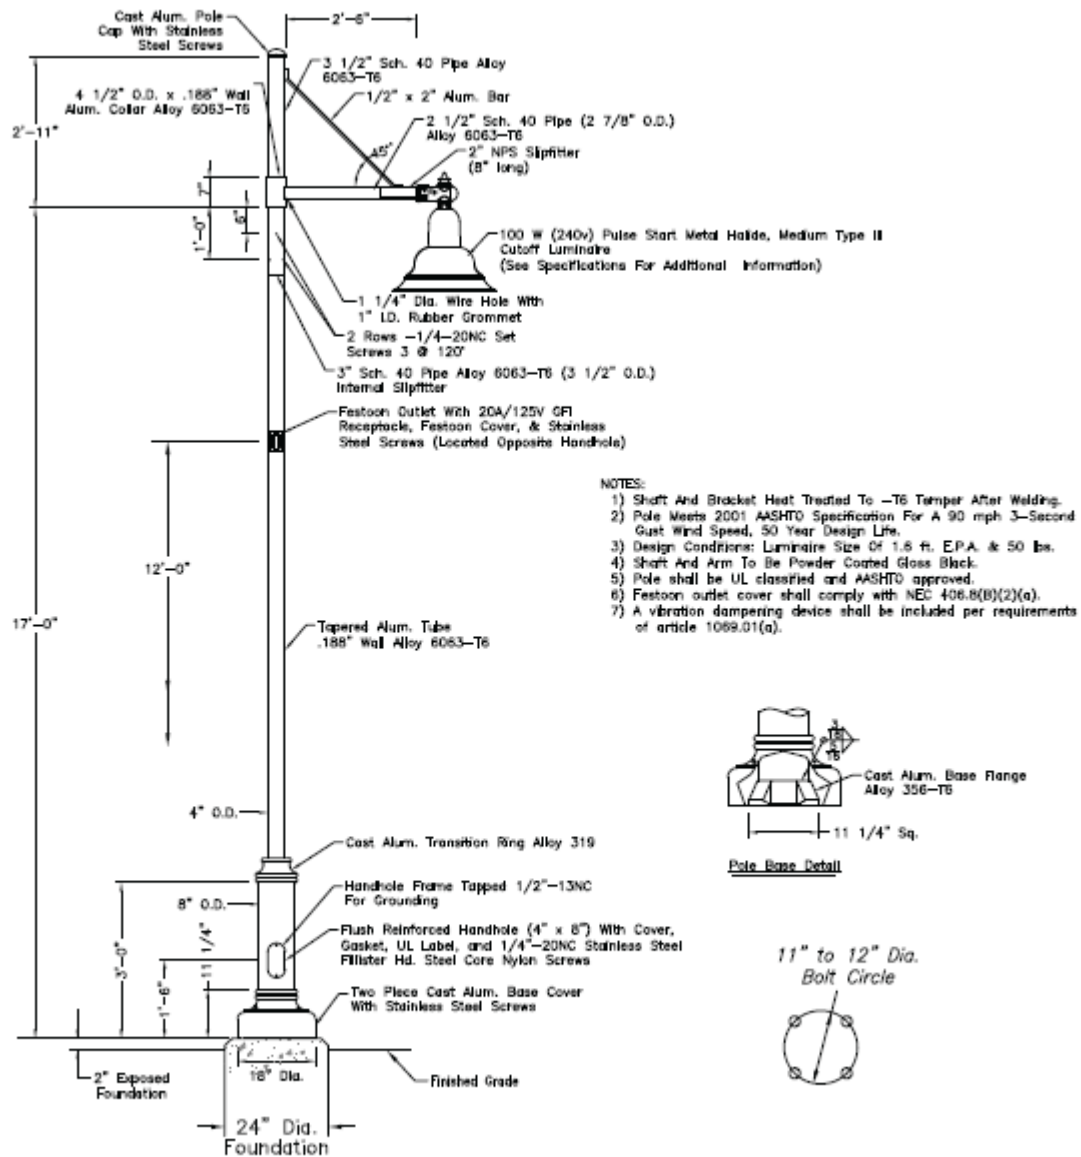 Cast Alum. Pole
Cap With Stainless
Steel Screws
2'-6"
3 1/2" Sch. 40 Pipe Alloy
6063-T6
4 1/2" O.D. x .188" Wall
Alum. Collar Alloy 6063-T6
1/2" x 2" Alum. Bar
2'-11"
2 1/2" Sch. 40 Pipe (2 7/8" O.D.)
Alloy 6063-T6
45°
2" NPS Slipfitter
(8" long)
7"
6"
1'-0"
100 W (240v) Pulse Start Metal Halide, Medium Type III
Cutoff Luminaire
(See Specifications For Additional Information)
1 1/4" Dia. Wire Hole With
1" I.D. Rubber Grommet
2 Rows -1/4-20NC Set
Screws 3 @ 120°
3" Sch. 40 Pipe Alloy 6063-T6 (3 1/2" O.D.)
Internal Slipfitter
Festoon Outlet With 20A/125V GFI
Receptacle, Festoon Cover, & Stainless
Steel Screws (Located Opposite Handhole)
NOTES:
1) Shaft And Bracket Heat Treated To -T6 Temper After Welding.
2) Pole Meets 2001 AASHTO Specification For A 90 mph 3-Second
Gust Wind Speed, 50 Year Design Life.
3) Design Conditions: Luminaire Size Of 1.6 ft. E.P.A. & 50 lbs.
4) Shaft And Arm To Be Powder Coated Gloss Black.
5) Pole shall be UL classified and AASHTO approved.
6) Festoon outlet cover shall comply with NEC 406.8(B)(2)(a).
7) A vibration dampening device shall be included per requirements
of article 1069.01(a).
12'-0"
17'-0"
Tapered Alum. Tube
.188" Wall Alloy 6063-T6
Cast Alum. Base Flange
Alloy 356-T6
4" O.D.
11 1/4" Sq.
Pole Base Detail
Cast Alum. Transition Ring Alloy 319
8" O.D.
Handhole Frame Tapped 1/2"-13NC
For Grounding
3'-0"
1'-6"
11 1/4"
Flush Reinforced Handhole (4" x 8") With Cover,
Gasket, UL Label, and 1/4"-20NC Stainless Steel
Fillister Hd. Steel Core Nylon Screws
11" to 12" Dia.
Bolt Circle
Two Piece Cast Alum. Base Cover
With Stainless Steel Screws
2" Exposed
Foundation
18" Dia.
Finished Grade
24" Dia.
Foundation